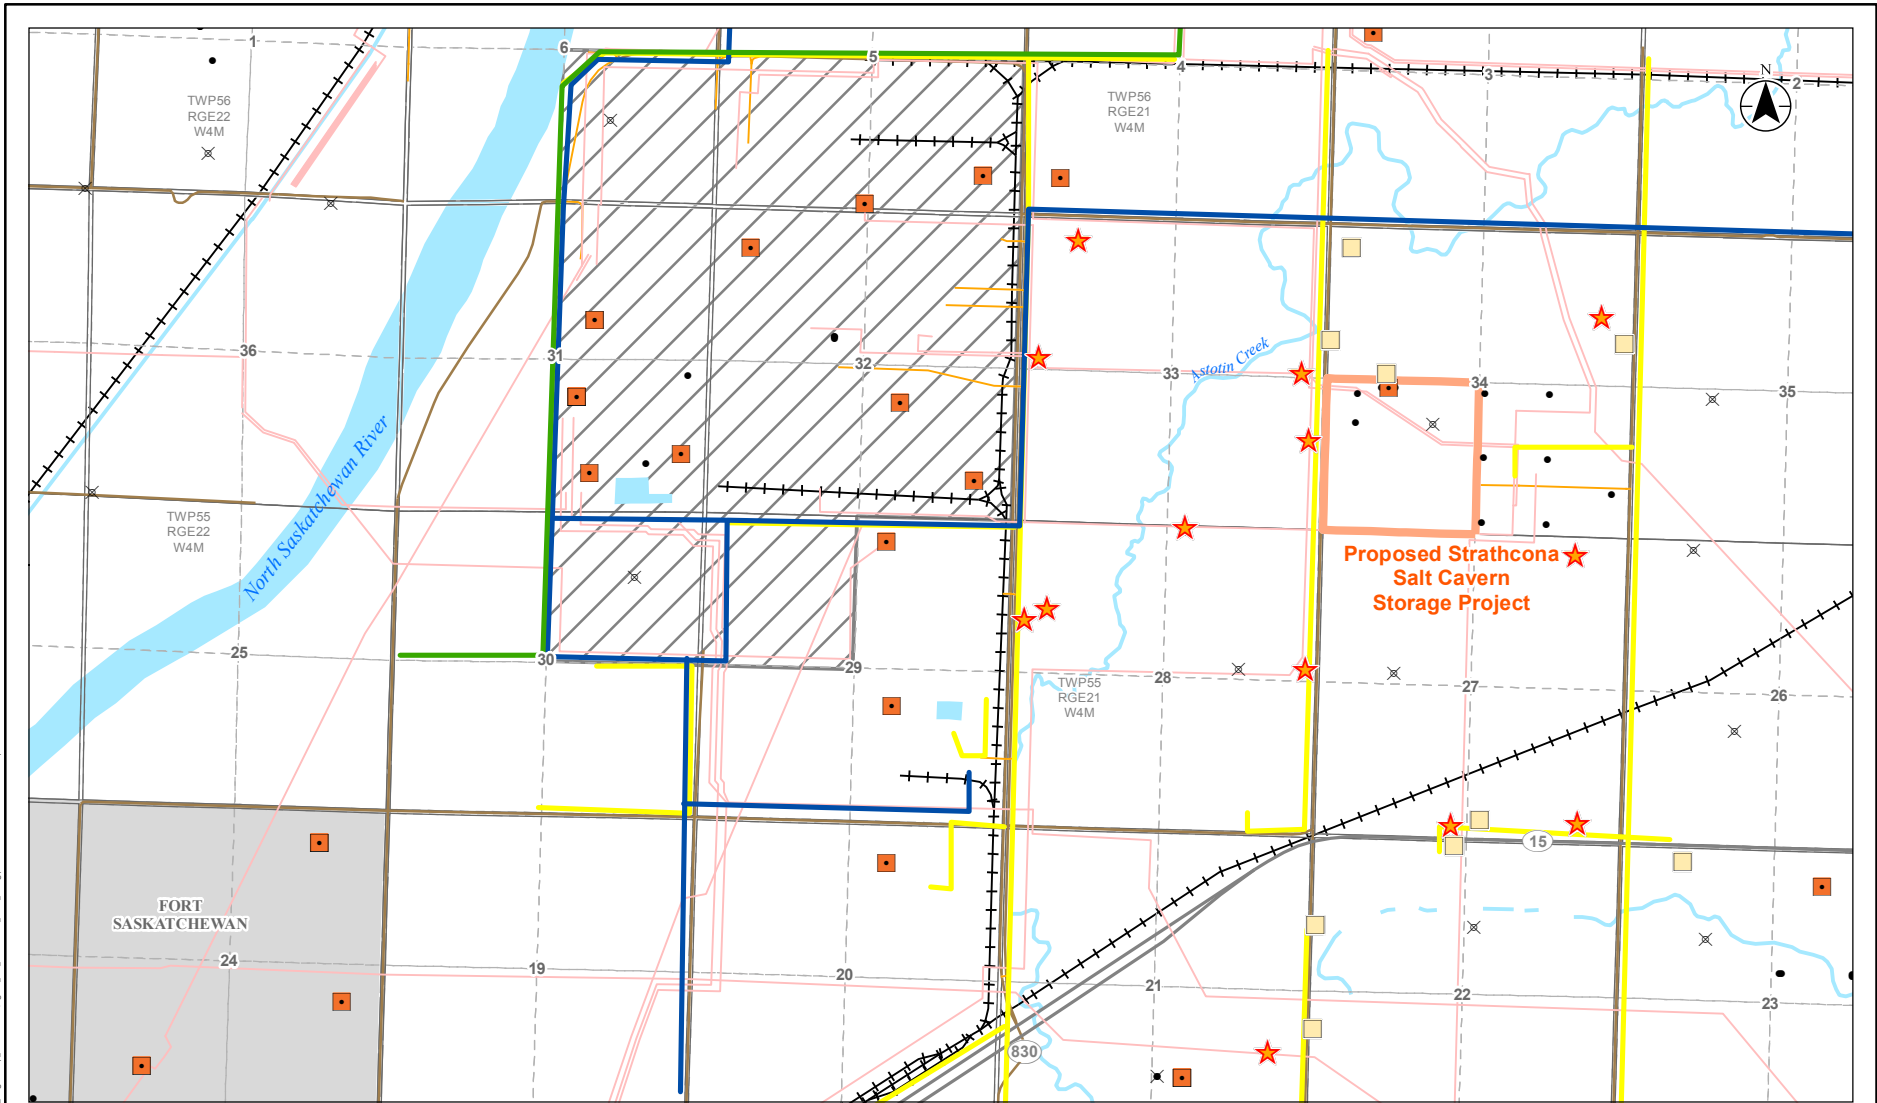 1
6
5
4
3
2
N
TWP56
RGE22
W4M
TWP56
RGE21
W4M
36
31
32
33
34
35
Astotin Creek
North Saskatchewan River
TWP55
RGE22
W4M
Proposed Strathcona
Salt Cavern
Storage Project
25
30
29
28
27
26
TWP55
RGE21
W4M
15
FORT
SASKATCHEWAN
24
19
20
21
22
23
830